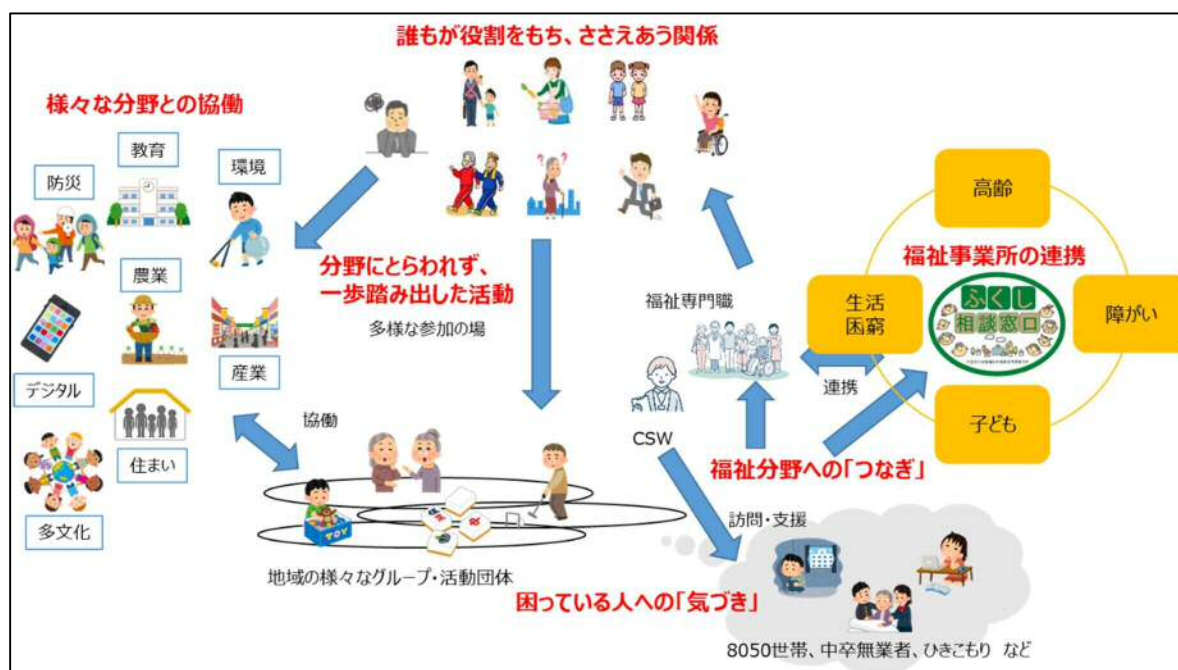 誰もが役割をもち、ささえあう関係
様々な分野との協働
教育
環境
防災
農業
産業
デジタル
住まい
多文化
分野にとらわれず、
一歩踏み出した活動
多様な参加の場
協働
地域の様々なグループ・活動団体
TOY
福祉専門職
CSW
連携
高齢
福祉事業所の連携
生活
困窮
ふくし
相談窓口
障がい
子ども
福祉分野への「つなぎ」
訪問・支援
困っている人への「気づき」
8050世帯、中卒無業者、ひきこもり など